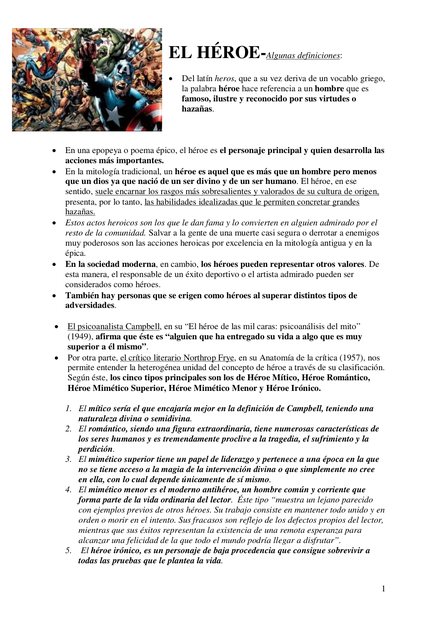 EL HÉROE-Algunas definiciones:
• Del latín heros, que a su vez deriva de un vocablo griego,
la palabra héroe hace referencia a un hombre que es
famoso, ilustre y reconocido por sus virtudes o
hazañas.
• En una epopeya o poema épico, el héroe es el personaje principal y quien desarrolla las
acciones más importantes.
• En la mitología tradicional, un héroe es aquel que es más que un hombre pero menos
que un dios ya que nació de un ser divino y de un ser humano. El héroe, en ese
sentido, suele encarnar los rasgos más sobresalientes y valorados de su cultura de origen,
presenta, por lo tanto, las habilidades idealizadas que le permiten concretar grandes
hazañas.
• Estos actos heroicos son los que le dan fama y lo convierten en alguien admirado por el
resto de la comunidad. Salvar a la gente de una muerte casi segura o derrotar a enemigos
muy poderosos son las acciones heroicas por excelencia en la mitología antigua y en la
épica.
• En la sociedad moderna, en cambio, los héroes pueden representar otros valores. De
esta manera, el responsable de un éxito deportivo o el artista admirado pueden ser
considerados como héroes.
• También hay personas que se erigen como héroes al superar distintos tipos de
adversidades.
• El psicoanalista Campbell, en su “El héroe de las mil caras: psicoanálisis del mito”
(1949), afirma que éste es “alguien que ha entregado su vida a algo que es muy
superior a él mismo”.
• Por otra parte, el crítico literario Northrop Frye, en su Anatomía de la crítica (1957), nos
permite entender la heterogénea unidad del concepto de héroe a través de su clasificación.
Según éste, los cinco tipos principales son los de Héroe Mítico, Héroe Romántico,
Héroe Mimético Superior, Héroe Mimético Menor y Héroe Irónico.
1. El mítico sería el que encajaría mejor en la definición de Campbell, teniendo una
naturaleza divina o semidivina.
2. El romántico, siendo una figura extraordinaria, tiene numerosas características de
los seres humanos y es tremendamente proclive a la tragedia, el sufrimiento y la
perdición.
3. El mimético superior tiene un papel de liderazgo y pertenece a una época en la que
no se tiene acceso a la magia de la intervención divina o que simplemente no cree
en ella, con lo cual depende únicamente de sí mismo.
4. El mimético menor es el moderno antihéroe, un hombre común y corriente que
forma parte de la vida ordinaria del lector. Éste tipo “muestra un lejano parecido
con ejemplos previos de otros héroes. Su trabajo consiste en mantener todo unido y en
orden o morir en el intento. Sus fracasos son reflejo de los defectos propios del lector,
mientras que sus éxitos representan la existencia de una remota esperanza para
alcanzar una felicidad de la que todo el mundo podría llegar a disfrutar”.
5. El héroe irónico, es un personaje de baja procedencia que consigue sobrevivir a
todas las pruebas que le plantea la vida.
1